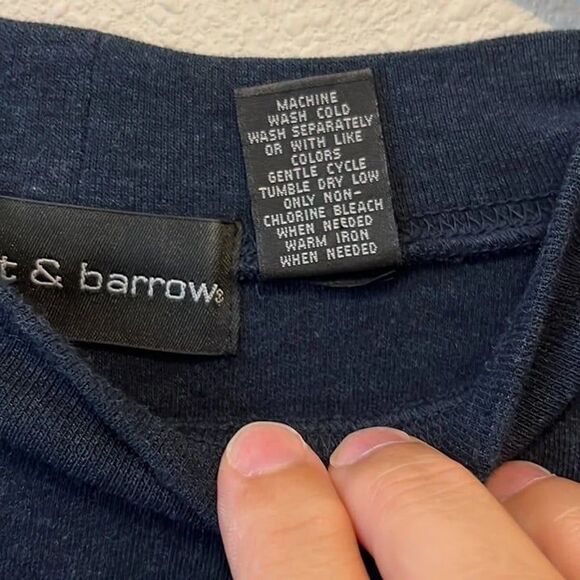 MACHINE
WASH COLD
WASH SEPARATELY
OR WITH LIKE
COLORS
GENTLE CYCLE
TUMBLE DRY LOW
ONLY NON-
CHLORINE BLEACH
WHEN NEEDED
WARM IRON
WHEN NEEDED
t & barrow®